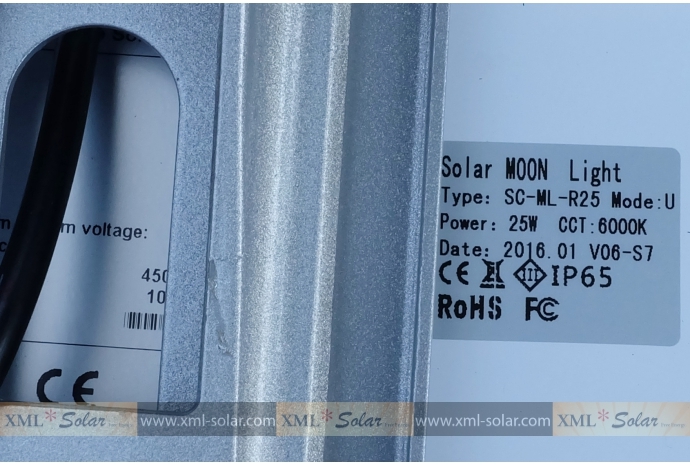 voltage:
450
10
CE
Solar MOON Light
Type: SC-ML-R25 Mode:U
Power: 25W CCT:6000K
Date: 2016.01 V06-S7
CE III IP65
RoHS FC
XML*Solar www.xml-solar.com XML*Solar www.xml-solar.com XML*Solar